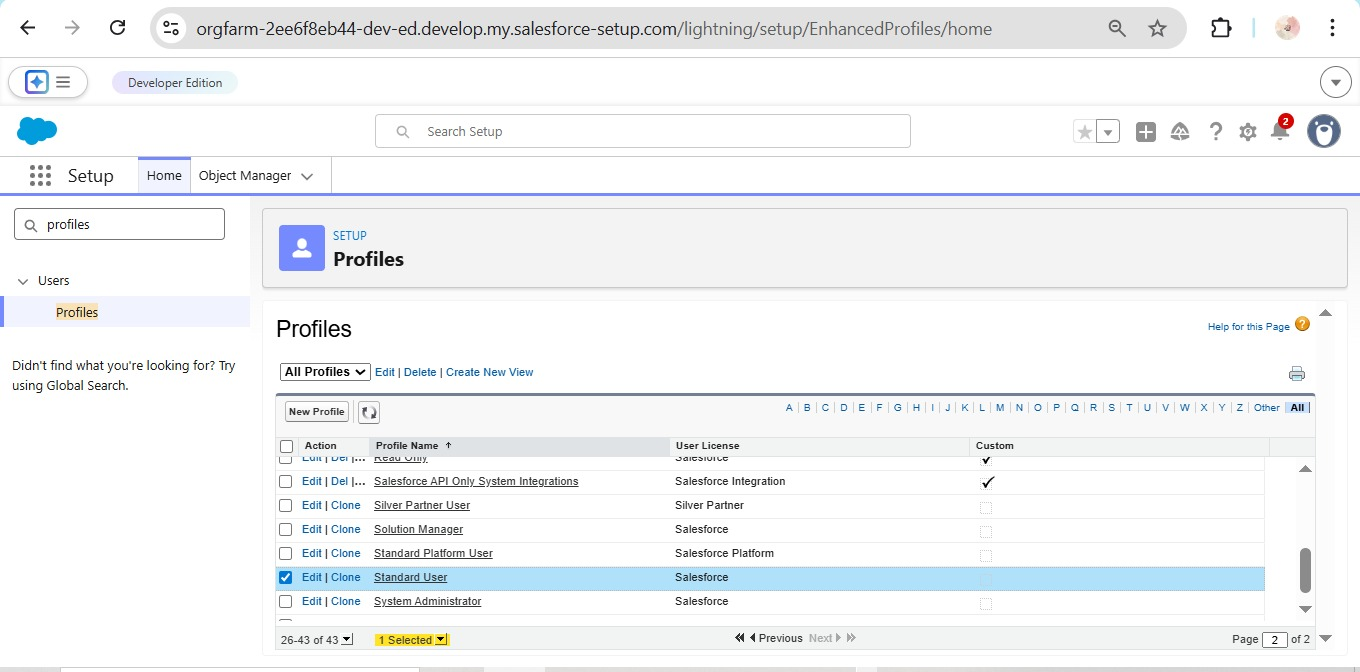 orgfarm-2ee6f8eb44-dev-ed.develop.my.salesforce-setup.com/lightning/setup/EnhancedProfiles/home
Developer Edition
Search Setup
2
Setup
Home
Object Manager
profiles
Users
Profiles
Didn't find what you're looking for? Try
using Global Search.
SETUP
Profiles
Profiles
Help for this Page ?
All Profiles Edit | Delete | Create New View
New Profile
A | B | C | D | E | F | G | H | I | J | K | L | M | N | O | P | Q | R | S | T | U | V | W | X | Y | Z | Other | All
Action Profile Name ↑ User License Custom
Edit | Del |... Read Only Salesforce ✓
Edit | Del |... Salesforce API Only System Integrations Salesforce Integration ✓
Edit | Clone Silver Partner User Silver Partner
Edit | Clone Solution Manager Salesforce
Edit | Clone Standard Platform User Salesforce Platform
Edit | Clone Standard User Salesforce
Edit | Clone System Administrator Salesforce
26-43 of 43 1 Selected Previous Next Page 2 of 2